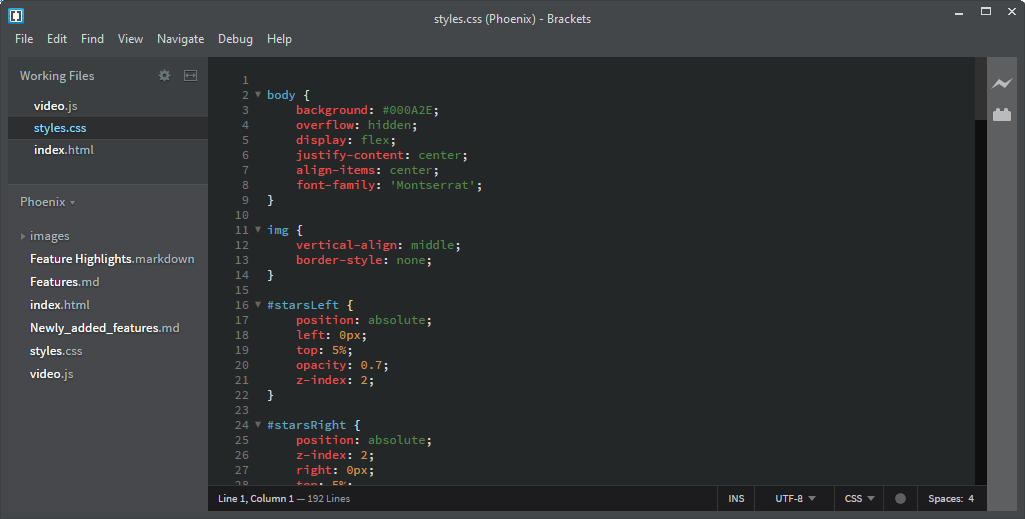 styles.css (Phoenix) - Brackets
File Edit Find View Navigate Debug Help
Working Files
video.js
styles.css
index.html
Phoenix
images
Feature Highlights.markdown
Features.md
index.html
Newly_added_features.md
styles.css
video.js
1
2 body {
3 background: #000A2E;
4 overflow: hidden;
5 display: flex;
6 justify-content: center;
7 align-items: center;
8 font-family: 'Montserrat';
9 }
10
11 img {
12 vertical-align: middle;
13 border-style: none;
14 }
15
16 #starsLeft {
17 position: absolute;
18 left: 0px;
19 top: 5%;
20 opacity: 0.7;
21 z-index: 2;
22 }
23
24 #starsRight {
25 position: absolute;
26 z-index: 2;
27 right: 0px;
28 top: 5%;
Line 1, Column 1 — 192 Lines INS UTF-8 CSS Spaces: 4